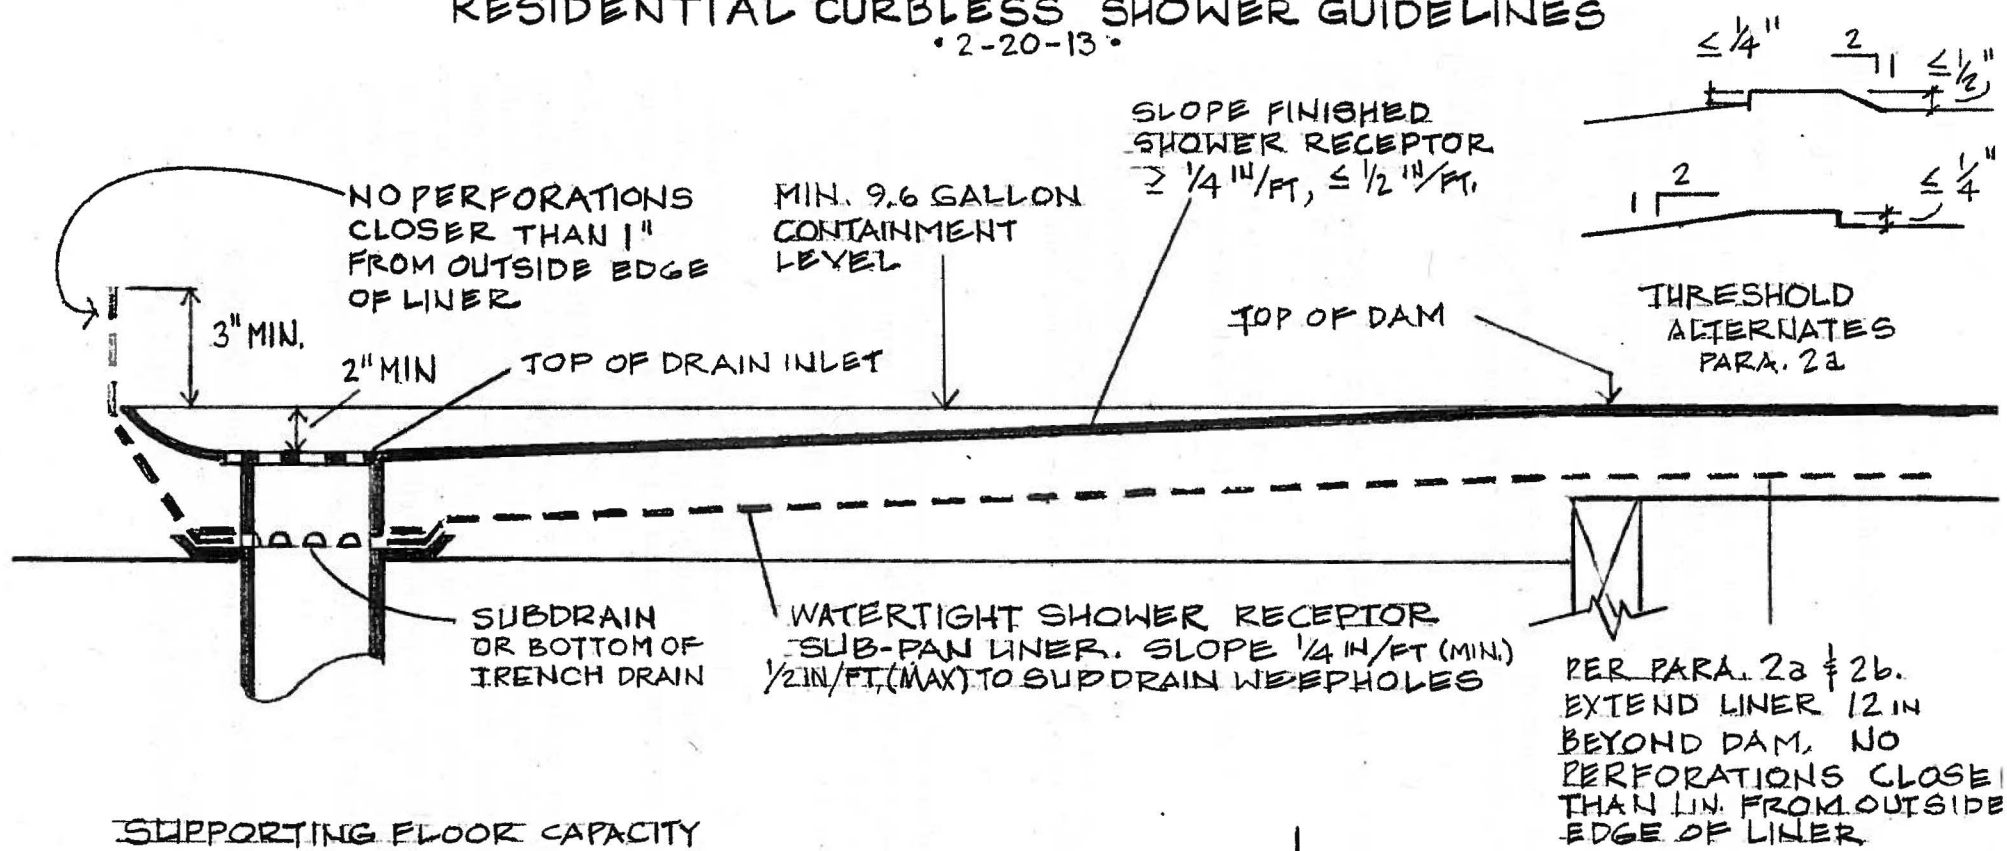 RESIDENTIAL CURBLESS SHOWER GUIDELINES
• 2-20-13 •
≤ 1/4"
2
1
≤ 1/2"
SLOPE FINISHED
SHOWER RECEPTOR
≥ 1/4 IN/FT, ≤ 1/2 IN/FT.
NO PERFORATIONS
CLOSER THAN 1"
FROM OUTSIDE EDGE
OF LINER
MIN. 9.6 GALLON
CONTAINMENT
LEVEL
1
2
≤ 1/4"
THRESHOLD
ALTERNATES
PARA. 2a
TOP OF DAM
3" MIN.
2" MIN
TOP OF DRAIN INLET
SUBDRAIN
OR BOTTOM OF
TRENCH DRAIN
WATERTIGHT SHOWER RECEPTOR
SUB-PAN LINER. SLOPE 1/4 IN/FT (MIN.)
1/2 IN/FT. (MAX) TO SUBDRAIN WEEPHOLES
PER PARA. 2a & 2b.
EXTEND LINER 12 IN
BEYOND DAM. NO
PERFORATIONS CLOSE
THAN 1 IN. FROM OUTSIDE
EDGE OF LINER
SUPPORTING FLOOR CAPACITY